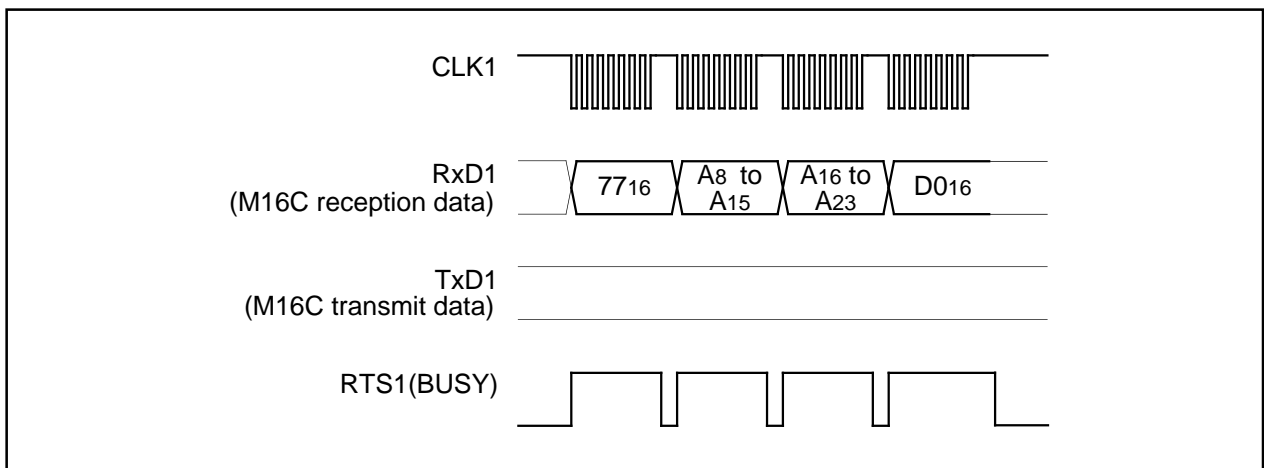 CLK1
RxD1
(M16C reception data)
7716
A8 to
A15
A16 to
A23
D016
TxD1
(M16C transmit data)
RTS1(BUSY)